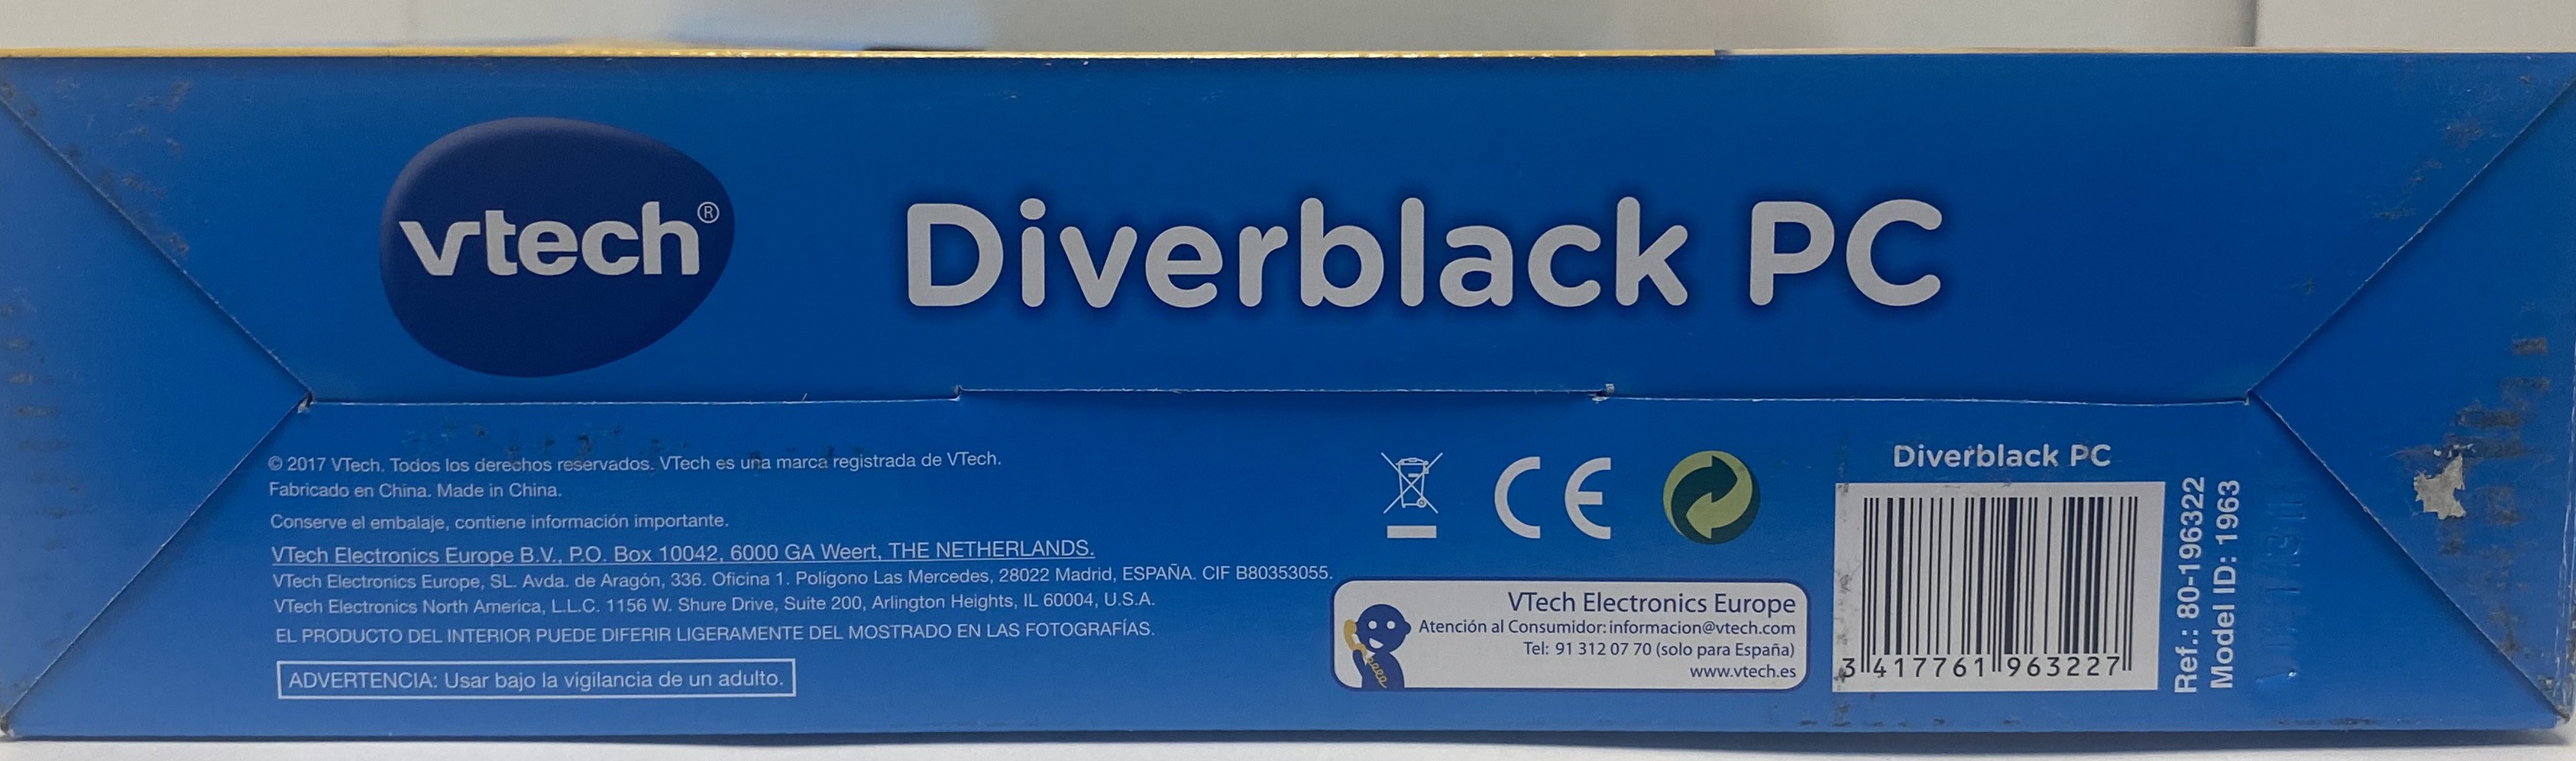 vtech®
Diverblack PC
© 2017 VTech. Todos los derechos reservados. VTech es una marca registrada de VTech.
Fabricado en China. Made in China.
Conserve el embalaje, contiene información importante.
VTech Electronics Europe B.V., P.O. Box 10042, 6000 GA Weert, THE NETHERLANDS.
VTech Electronics Europe, SL. Avda. de Aragón, 336. Oficina 1. Polígono Las Mercedes, 28022 Madrid, ESPAÑA. CIF B80353055.
VTech Electronics North America, L.L.C. 1156 W. Shure Drive, Suite 200, Arlington Heights, IL 60004, U.S.A.
EL PRODUCTO DEL INTERIOR PUEDE DIFERIR LIGERAMENTE DEL MOSTRADO EN LAS FOTOGRAFÍAS.
ADVERTENCIA: Usar bajo la vigilancia de un adulto.
CE
VTech Electronics Europe
Atención al Consumidor: informacion@vtech.com
Tel: 91 312 07 70 (solo para España)
www.vtech.es
Diverblack PC
3 417761 963227
Ref.: 80-196322
Model ID: 1963